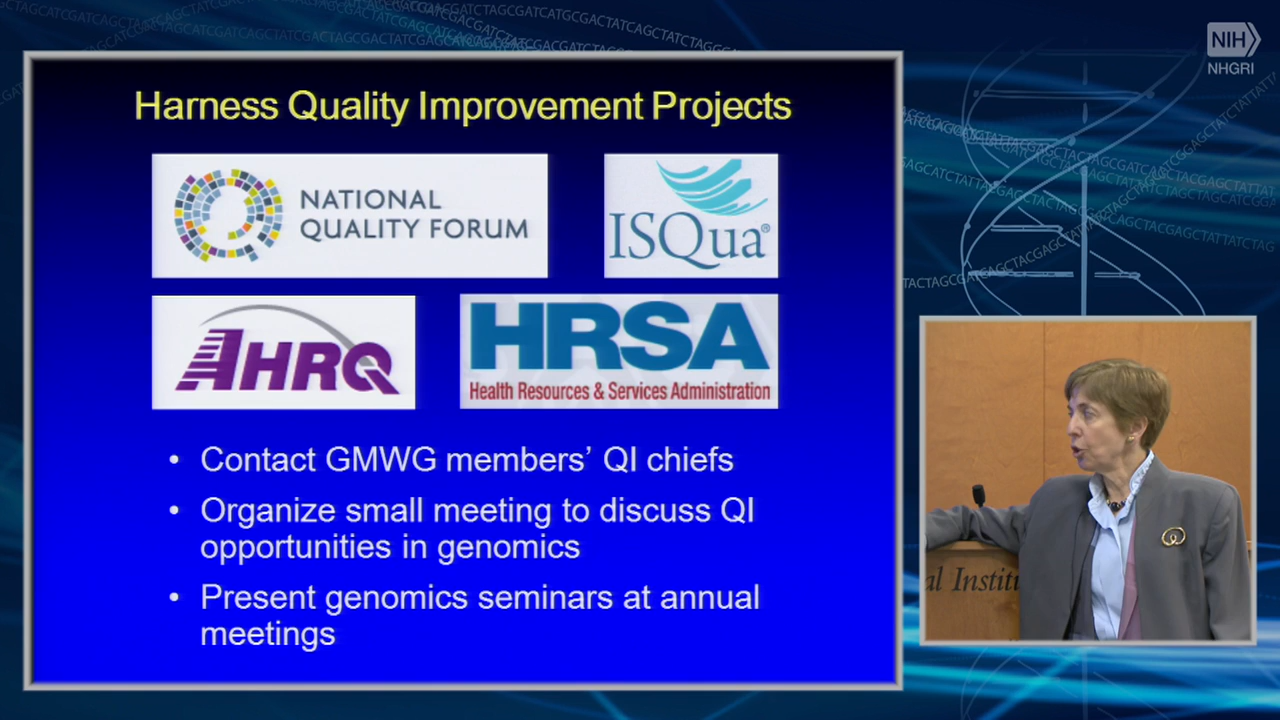 NIH
NHGRI
Harness Quality Improvement Projects
NATIONAL
QUALITY FORUM
ISQua®
AHRQ
HRSA
Health Resources & Services Administration
• Contact GMWG members’ QI chiefs
• Organize small meeting to discuss QI
opportunities in genomics
• Present genomics seminars at annual
meetings
al Institu